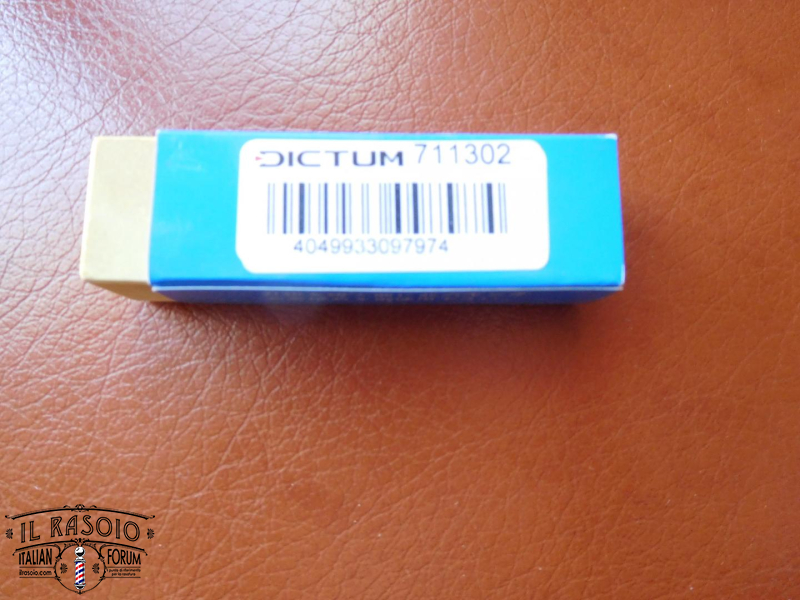 DICTUM 711302
4049933097974
IL RASOIO
ITALIAN FORUM
ilrasoio.com